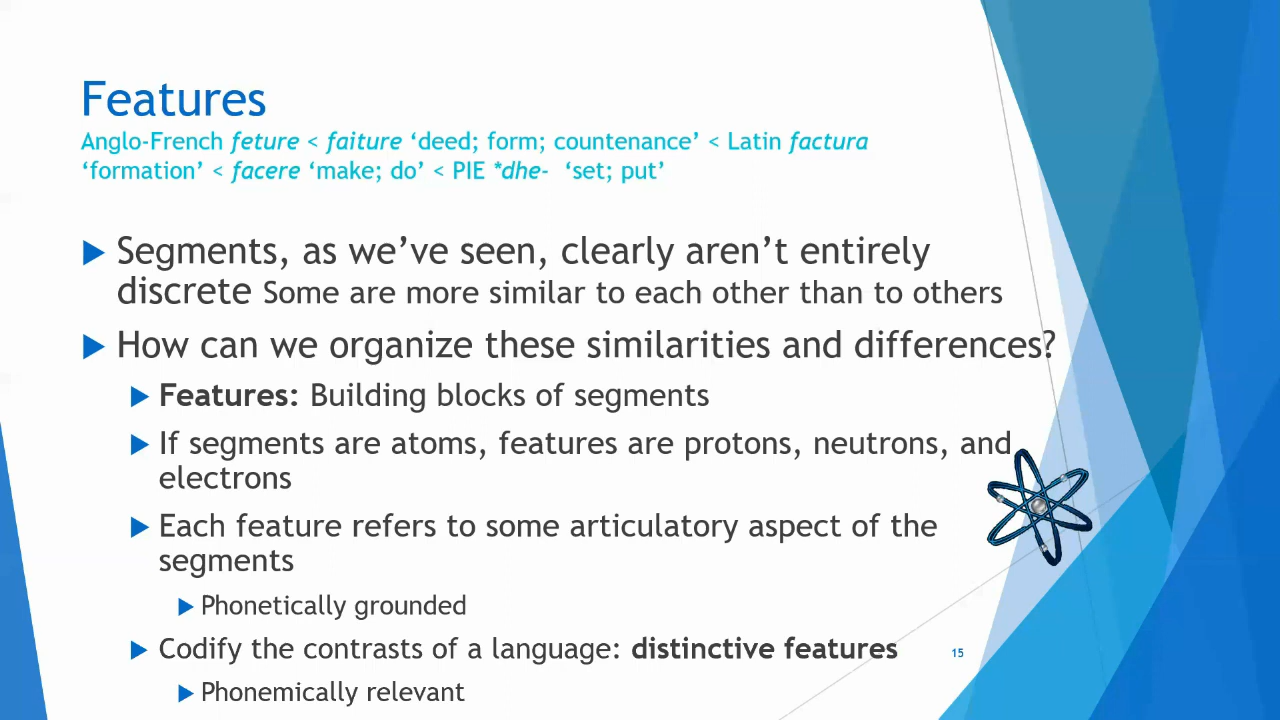 Features
Anglo-French feture < faiture ‘deed; form; countenance’ < Latin factura
‘formation’ < facere ‘make; do’ < PIE *dhe- ‘set; put’
Segments, as we’ve seen, clearly aren’t entirely
discrete Some are more similar to each other than to others
How can we organize these similarities and differences?
Features: Building blocks of segments
If segments are atoms, features are protons, neutrons, and
electrons
Each feature refers to some articulatory aspect of the
segments
Phonetically grounded
Codify the contrasts of a language: distinctive features
15
Phonemically relevant